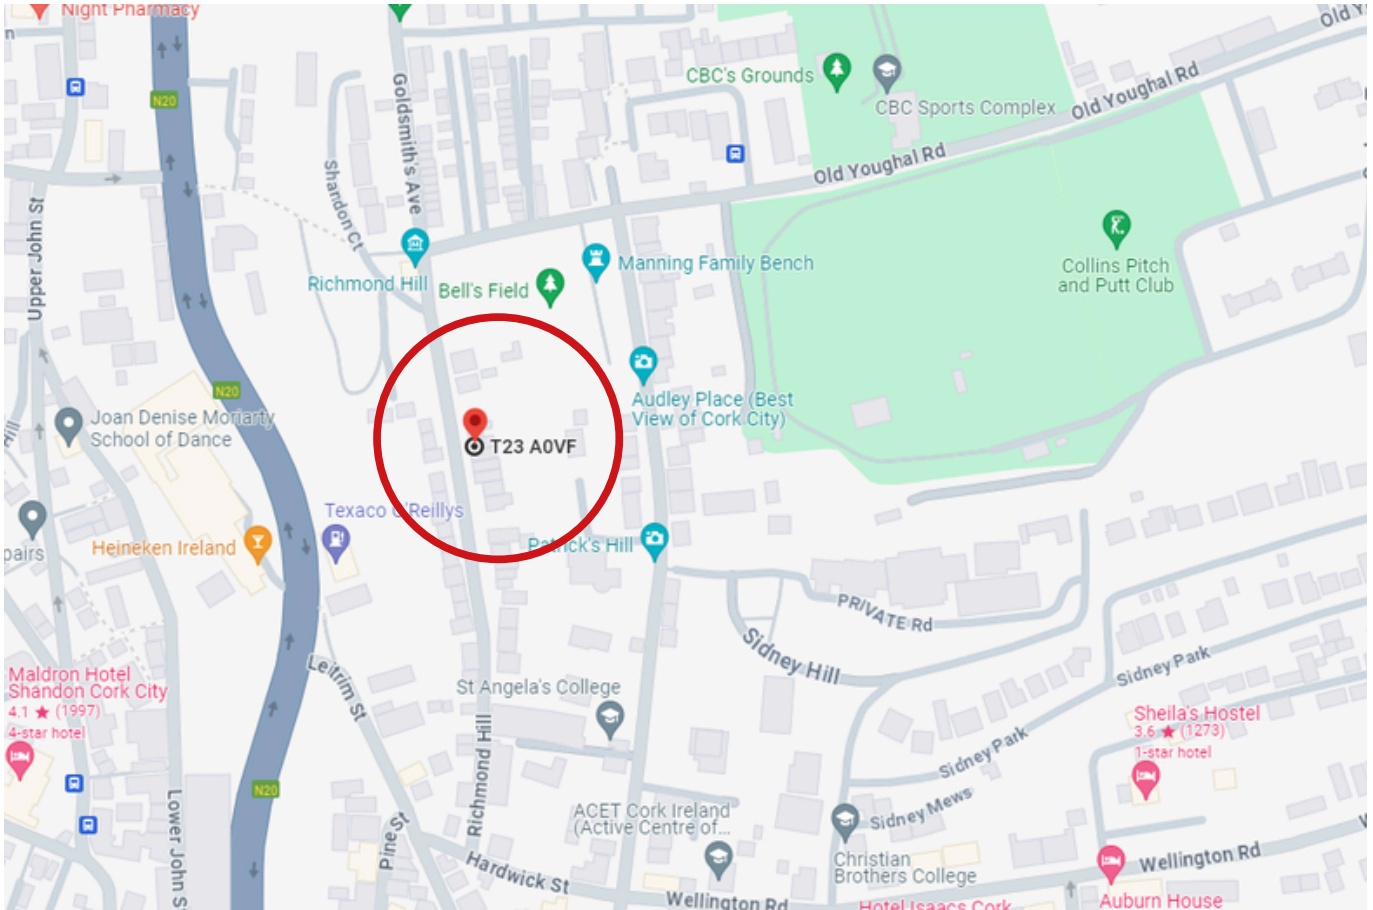 Night Pharmacy
Old Y
n
N20
CBC's Grounds
CBC Sports Complex
Old Youghal Rd
Old Youghal Rd
Goldsmith's Ave
Shandon Ct
Upper John St
Richmond Hill
Bell's Field
Manning Family Bench
Collins Pitch
and Putt Club
N20
Audley Place (Best
View of Cork City)
Joan Denise Moriarty
School of Dance
Hill
T23 A0VF
Texaco O'Reillys
Heineken Ireland
pairs
Patrick's Hill
PRIVATE Rd
Sidney Hill
Sidney Park
Leitrim St
Maldron Hotel
Shandon Cork City
4.1 ★ (1997)
4-star hotel
St Angela's College
Richmond Hill
Sheila's Hostel
3.6 ★ (1273)
1-star hotel
Sidney Park
N20
Sidney Mews
Lower John S
Pine St
ACET Cork Ireland
(Active Centre of...
Christian
Brothers College
Hardwick St
Wellington Rd
Wellington Rd
W
Hotel Isaacs Cork
Auburn House